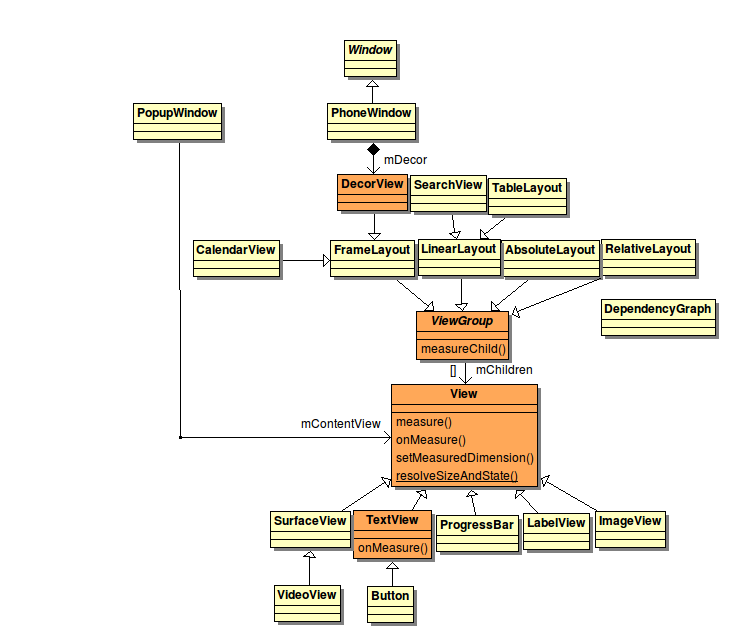 Window
PopupWindow
PhoneWindow
mDecor
DecorView
SearchView
TableLayout
CalendarView
FrameLayout
LinearLayout
AbsoluteLayout
RelativeLayout
ViewGroup
measureChild()
DependencyGraph
[]
mChildren
View
measure()
mContentView
onMeasure()
setMeasuredDimension()
resolveSizeAndState()
SurfaceView
TextView
onMeasure()
ProgressBar
LabelView
ImageView
VideoView
Button